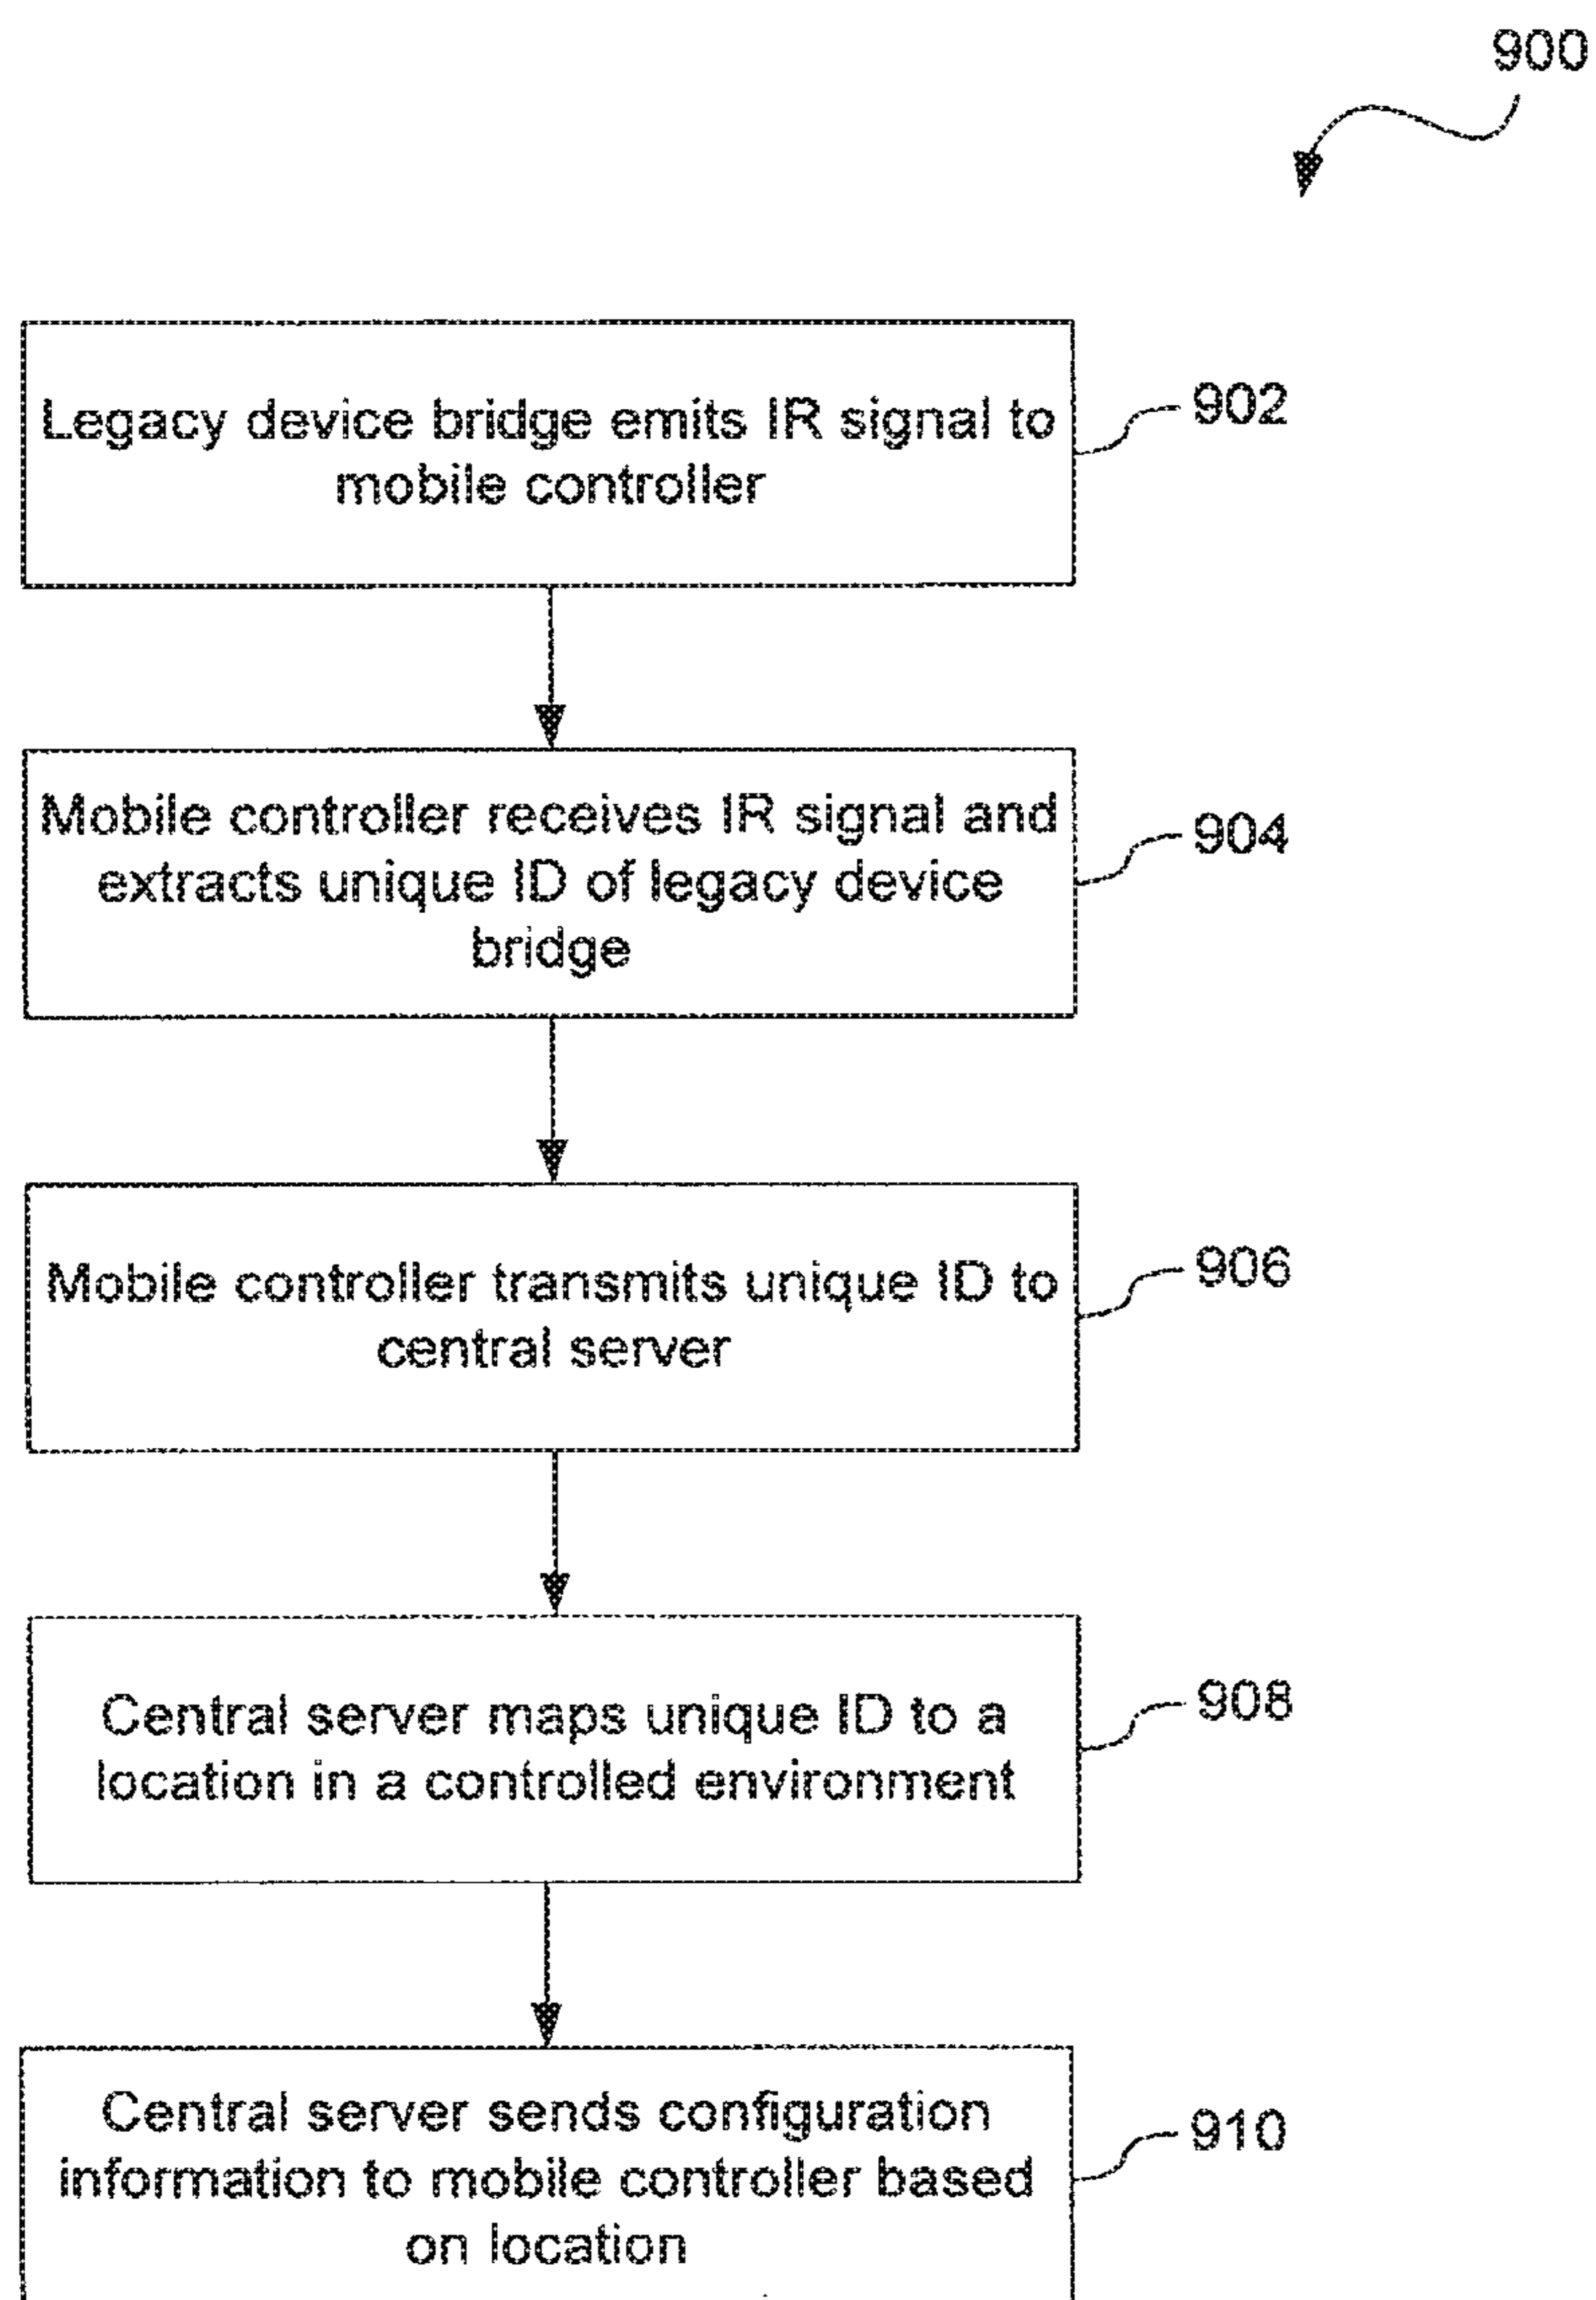 900
Legacy device bridge emits IR signal to
mobile controller
902
Mobile controller receives IR signal and
extracts unique ID of legacy device
bridge
904
Mobile controller transmits unique ID to
central server
906
Central server maps unique ID to a
location in a controlled environment
908
Central server sends configuration
information to mobile controller based
on location
910